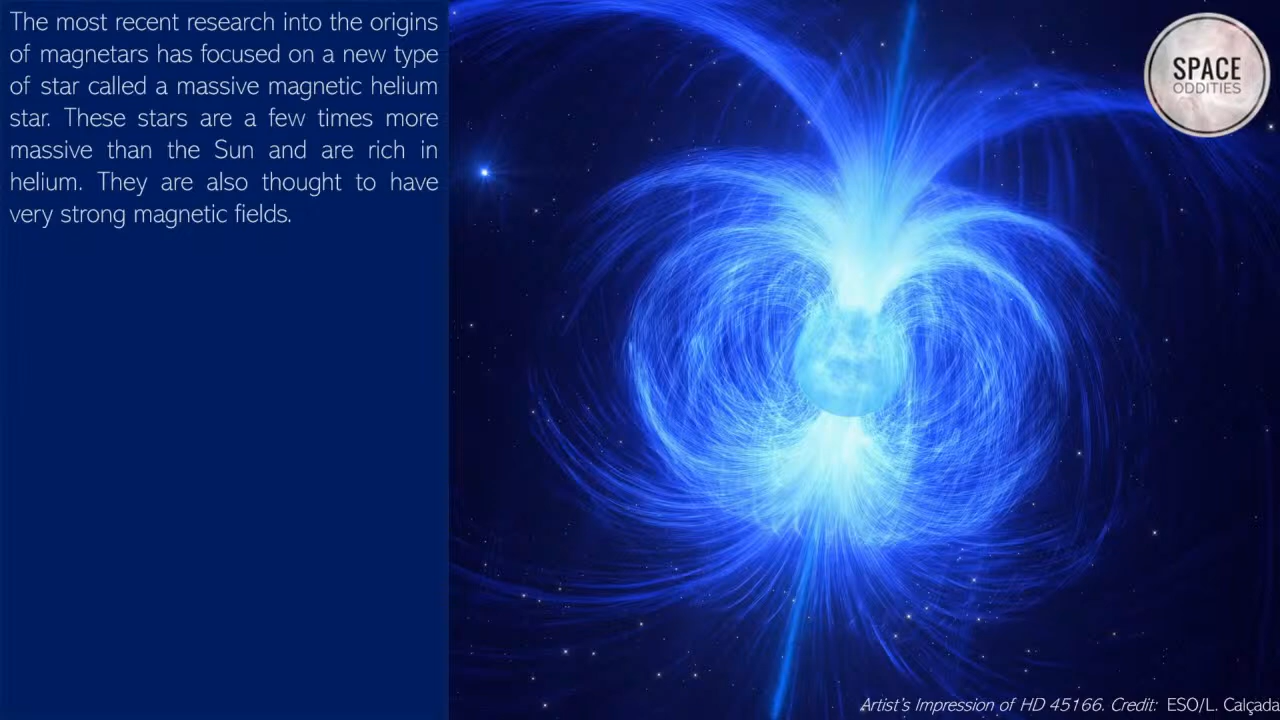 The most recent research into the origins
of magnetars has focused on a new type
of star called a massive magnetic helium
star. These stars are a few times more
massive than the Sun and are rich in
helium. They are also thought to have
very strong magnetic fields.
SPACE
ODDITIES
Artist's Impression of HD 45166. Credit: ESO/L. Calçada